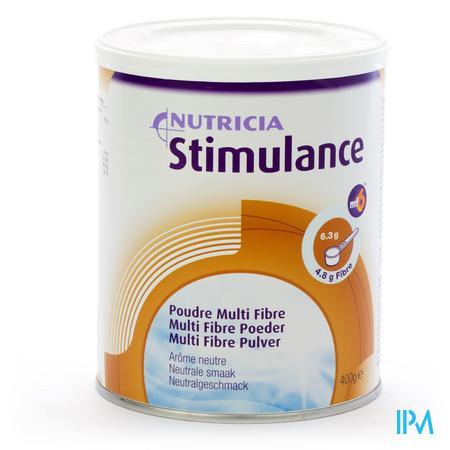 NUTRICIA
Stimulance
mf6
6.3g
4.8 g Fibre
Poudre Multi Fibre
Multi Fibre Poeder
Multi Fibre Pulver
Arôme neutre
Neutrale smaak
Neutralgeschmack
400g e
IPM